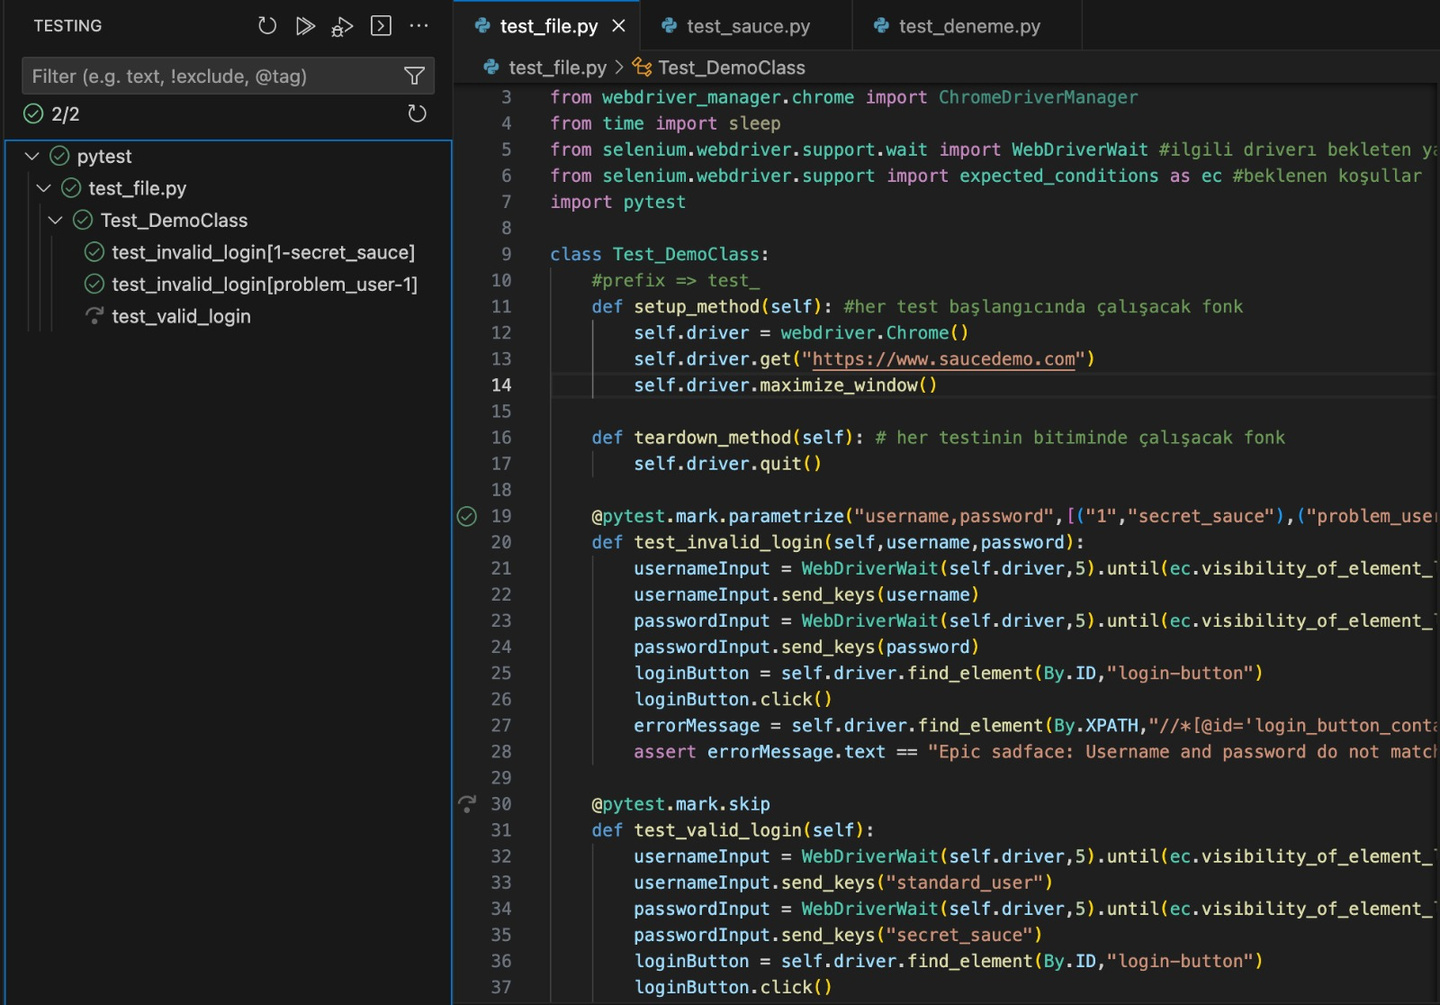 TESTING
Filter (e.g. text, !exclude, @tag)
2/2
pytest
test_file.py
Test_DemoClass
test_invalid_login[1-secret_sauce]
test_invalid_login[problem_user-1]
test_valid_login
test_file.py
test_sauce.py
test_deneme.py
test_file.py > Test_DemoClass
3 from webdriver_manager.chrome import ChromeDriverManager
4 from time import sleep
5 from selenium.webdriver.support.wait import WebDriverWait #ilgili driverı bekleten
6 from selenium.webdriver.support import expected_conditions as ec #beklenen koşullar
7 import pytest
8
9 class Test_DemoClass:
10 #prefix => test_
11 def setup_method(self): #her test başlangıcında çalışacak fonk
12 self.driver = webdriver.Chrome()
13 self.driver.get("https://www.saucedemo.com")
14 self.driver.maximize_window()
15
16 def teardown_method(self): # her testinin bitiminde çalışacak fonk
17 self.driver.quit()
18
19 @pytest.mark.parametrize("username,password",[("1","secret_sauce"),("problem_use
20 def test_invalid_login(self,username,password):
21 usernameInput = WebDriverWait(self.driver,5).until(ec.visibility_of_element_
22 usernameInput.send_keys(username)
23 passwordInput = WebDriverWait(self.driver,5).until(ec.visibility_of_element_
24 passwordInput.send_keys(password)
25 loginButton = self.driver.find_element(By.ID,"login-button")
26 loginButton.click()
27 errorMessage = self.driver.find_element(By.XPATH,"//*[@id='login_button_conta
28 assert errorMessage.text == "Epic sadface: Username and password do not match
29
30 @pytest.mark.skip
31 def test_valid_login(self):
32 usernameInput = WebDriverWait(self.driver,5).until(ec.visibility_of_element_
33 usernameInput.send_keys("standard_user")
34 passwordInput = WebDriverWait(self.driver,5).until(ec.visibility_of_element_
35 passwordInput.send_keys("secret_sauce")
36 loginButton = self.driver.find_element(By.ID,"login-button")
37 loginButton.click()